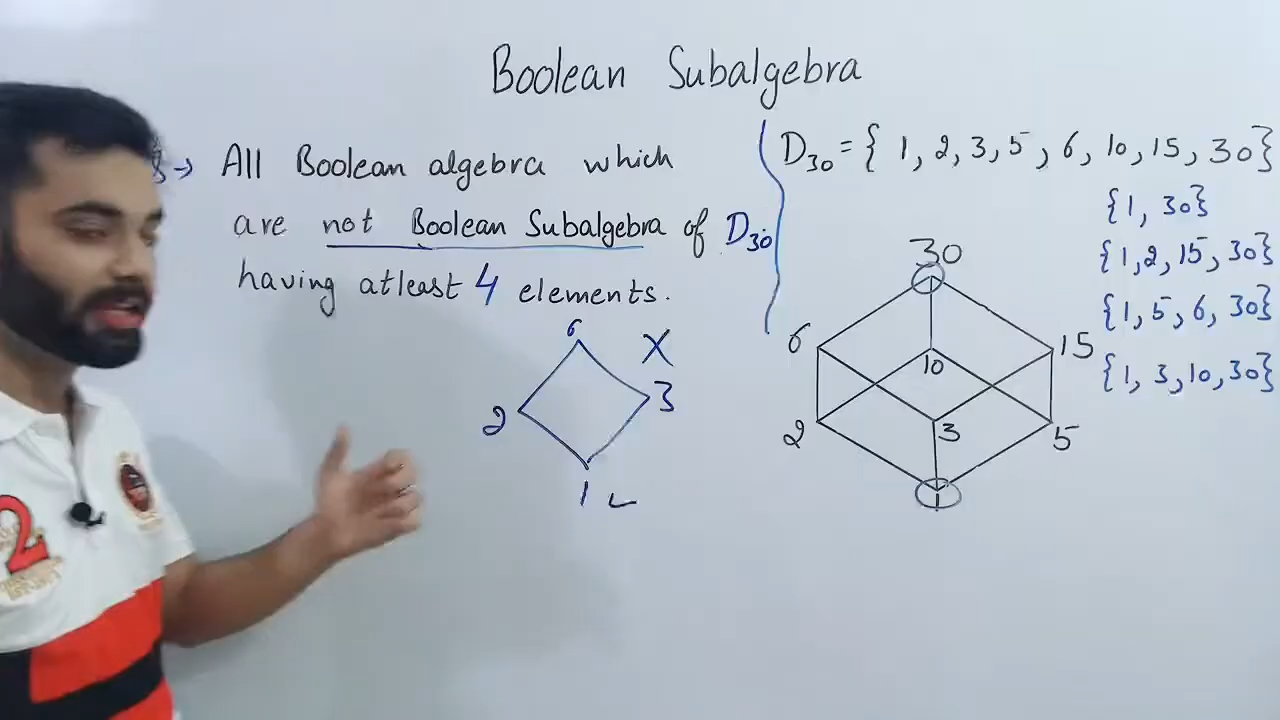 Boolean Subalgebra
→ All Boolean algebra which
are not Boolean Subalgebra of D30
having atleast 4 elements.
6
X
2
3
1
D30 = { 1, 2, 3, 5, 6, 10, 15, 30}
{1, 30}
{1, 2, 15, 30}
{1, 5, 6, 30}
{1, 3, 10, 30}
30
6
10
15
2
3
5
1
2